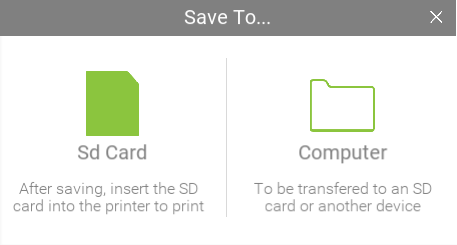 Save To...
Sd Card
After saving, insert the SD
card into the printer to print
Computer
To be transfered to an SD
card or another device